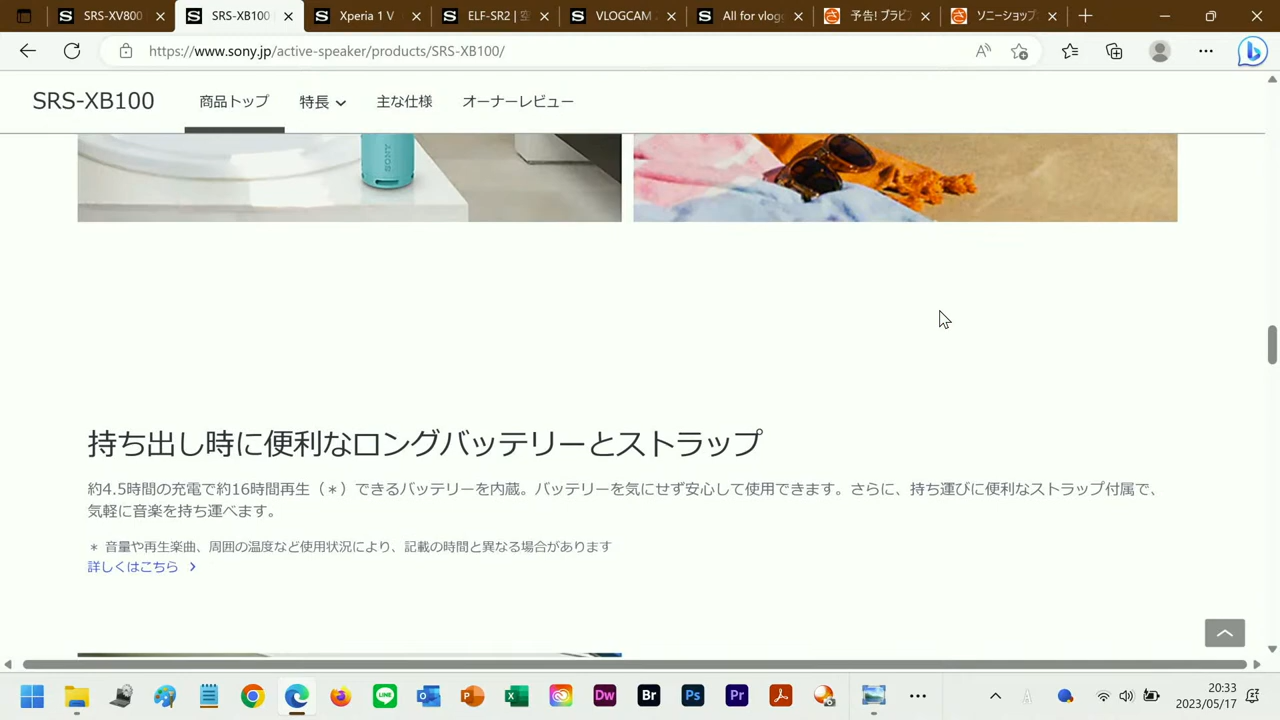 SRS-XV800
SRS-XB100
Xperia 1 V
ELF-SR2 | 空
VLOGCAM
All for vlogg
予告! ブラビア
ソニーショップ
https://www.sony.jp/active-speaker/products/SRS-XB100/
SRS-XB100
商品トップ
特長
主な仕様
オーナーレビュー
SONY
持ち出し時に便利なロングバッテリーとストラップ
約4.5時間の充電で約16時間再生（＊）できるバッテリーを内蔵。バッテリーを気にせず安心して使用できます。さらに、持ち運びに便利なストラップ付属で、
気軽に音楽を持ち運べます。
＊ 音量や再生楽曲、周囲の温度など使用状況により、記載の時間と異なる場合があります
詳しくはこちら
LINE
Dw
Br
Ps
Pr
A
20:33
2023/05/17